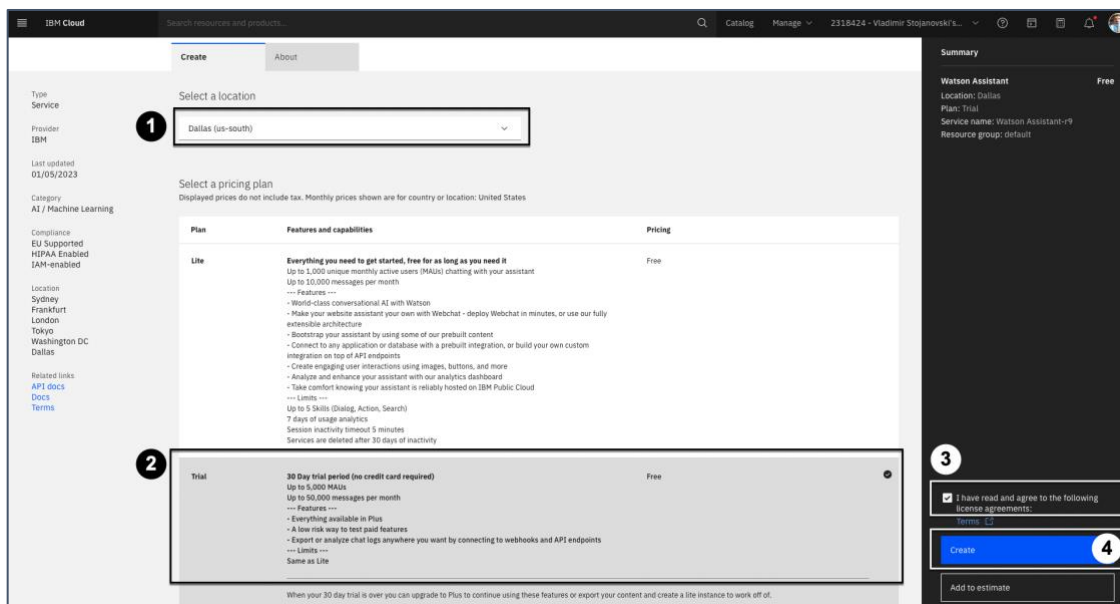 IBM Cloud
Search resources and products...
Catalog
Manage
2318424 - Vladimir Stojanovski's...
Create
About
Type
Service
Provider
IBM
Last updated
01/05/2023
Category
AI / Machine Learning
Compliance
EU Supported
HIPAA Enabled
IAM-enabled
Location
Sydney
Frankfurt
London
Tokyo
Washington DC
Dallas
Related links
API docs
Docs
Terms
Select a location
1
Dallas (us-south)
Select a pricing plan
Displayed prices do not include tax. Monthly prices shown are for country or location: United States
Plan
Features and capabilities
Pricing
Lite
Everything you need to get started, free for as long as you need it
Free
Up to 1,000 unique monthly active users (MAUs) chatting with your assistant
Up to 10,000 messages per month
--- Features ---
- World-class conversational AI with Watson
- Make your website assistant your own with Webchat - deploy Webchat in minutes, or use our fully
extensible architecture
- Bootstrap your assistant by using some of our prebuilt content
- Connect to any application or database with a prebuilt integration, or build your own custom
integration on top of API endpoints
- Create engaging user interactions using images, buttons, and more
- Analyze and enhance your assistant with our analytics dashboard
- Take comfort knowing your assistant is reliably hosted on IBM Public Cloud
--- Limits ---
Up to 5 Skills (Dialog, Action, Search)
7 days of usage analytics
Session inactivity timeout 5 minutes
Services are deleted after 30 days of inactivity
2
Trial
30 Day trial period (no credit card required)
Free
Up to 5,000 MAUs
Up to 50,000 messages per month
--- Features ---
- Everything available in Plus
- A low risk way to test paid features
- Export or analyze chat logs anywhere you want by connecting to webhooks and API endpoints
--- Limits ---
Same as Lite
When your 30 day trial is over you can upgrade to Plus to continue using these features or export your content and create a lite instance to work off of.
Summary
Watson Assistant
Free
Location: Dallas
Plan: Trial
Service name: Watson Assistant-r9
Resource group: default
3
I have read and agree to the following
license agreements:
Terms
Create
4
Add to estimate